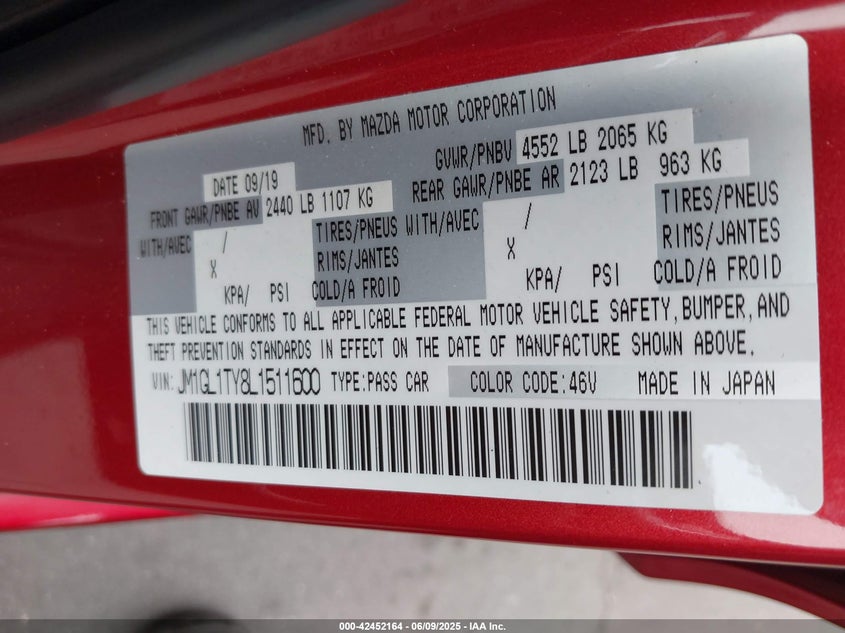 MFD. BY MAZDA MOTOR CORPORATION
DATE 09/19 GVWR/PNBV 4552 LB 2065 KG
FRONT GAWR/PNBE AV 2440 LB 1107 KG REAR GAWR/PNBE AR 2123 LB 963 KG
WITH/AVEC / TIRES/PNEUS WITH/AVEC / TIRES/PNEUS
X RIMS/JANTES X RIMS/JANTES
KPA/ PSI COLD/A FROID KPA/ PSI COLD/A FROID
THIS VEHICLE CONFORMS TO ALL APPLICABLE FEDERAL MOTOR VEHICLE SAFETY, BUMPER, AND
THEFT PREVENTION STANDARDS IN EFFECT ON THE DATE OF MANUFACTURE SHOWN ABOVE.
VIN: JM1GL1TY8L1511600 TYPE:PASS CAR COLOR CODE:46V MADE IN JAPAN
000-42452164 - 06/09/2025 - IAA Inc.